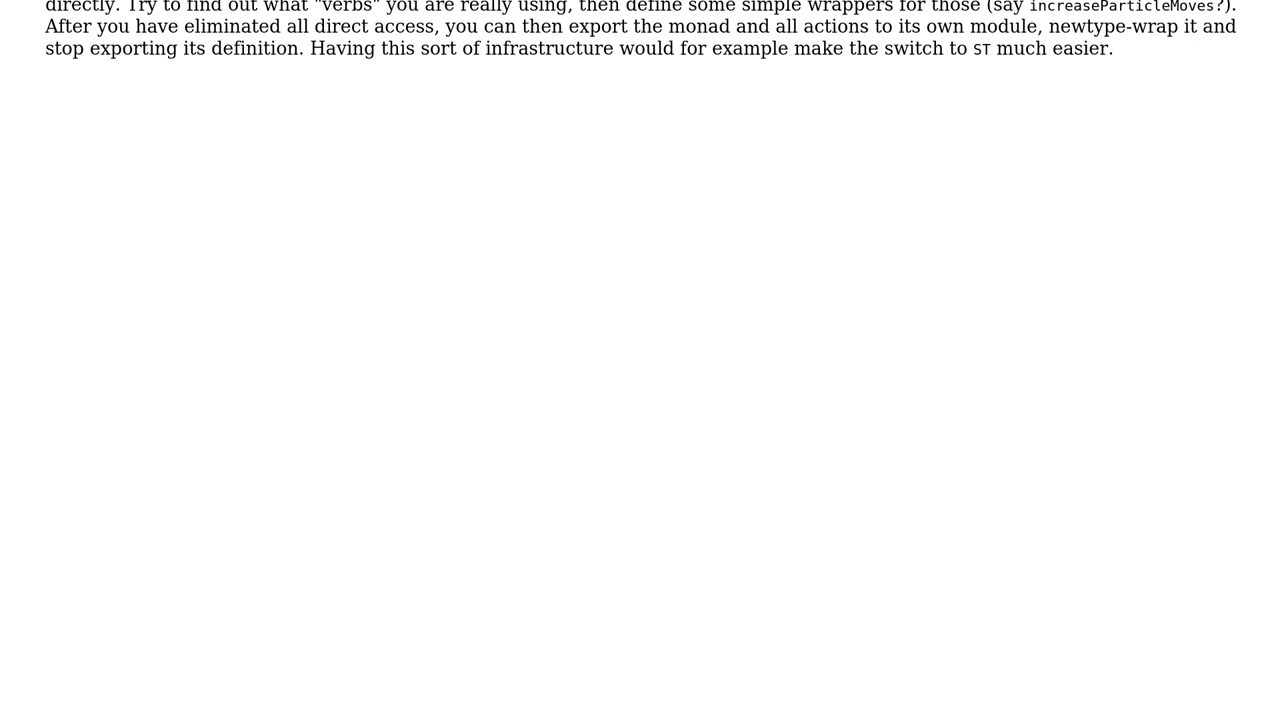 directly. Try to find out what "verbs" you are really using, then define some simple wrappers for those (say increaseParticleMoves?).
After you have eliminated all direct access, you can then export the monad and all actions to its own module, newtype-wrap it and
stop exporting its definition. Having this sort of infrastructure would for example make the switch to ST much easier.